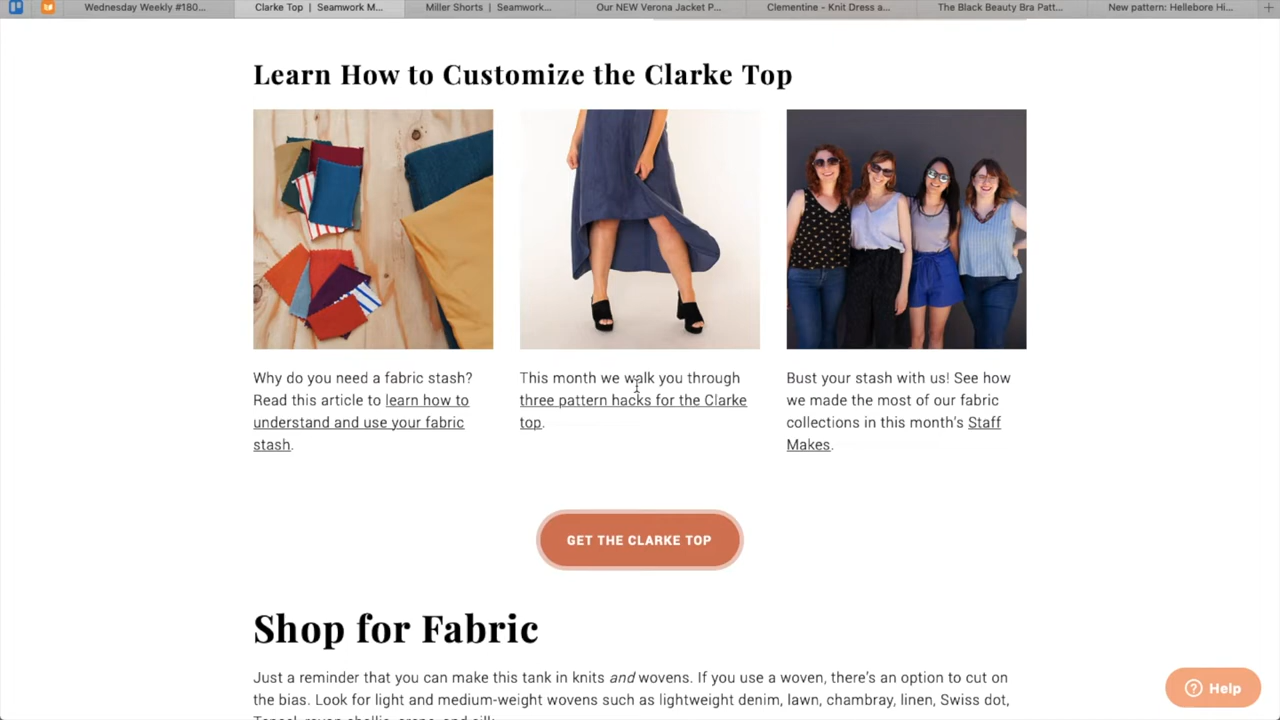 Wednesday Weekly #180...
Clarke Top | Seamwork M...
Miller Shorts | Seamwork...
Our NEW Verona Jacket P...
Clementine - Knit Dress a...
The Black Beauty Bra Patt...
New pattern: Hellebore Hi...
Learn How to Customize the Clarke Top
Why do you need a fabric stash?
Read this article to learn how to
understand and use your fabric
stash.
This month we walk you through
three pattern hacks for the Clarke
top.
Bust your stash with us! See how
we made the most of our fabric
collections in this month's Staff
Makes.
GET THE CLARKE TOP
Shop for Fabric
Just a reminder that you can make this tank in knits and wovens. If you use a woven, there's an option to cut on
the bias. Look for light and medium-weight wovens such as lightweight denim, lawn, chambray, linen, Swiss dot,
Help